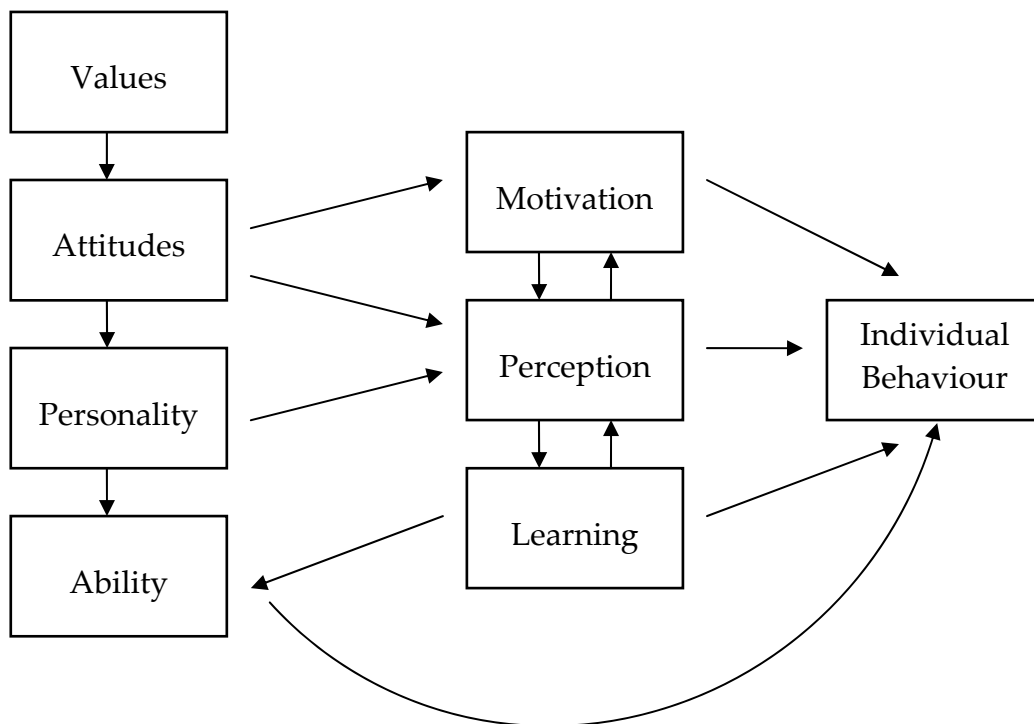 Values
Attitudes
Personality
Ability
Motivation
Perception
Learning
Individual
Behaviour